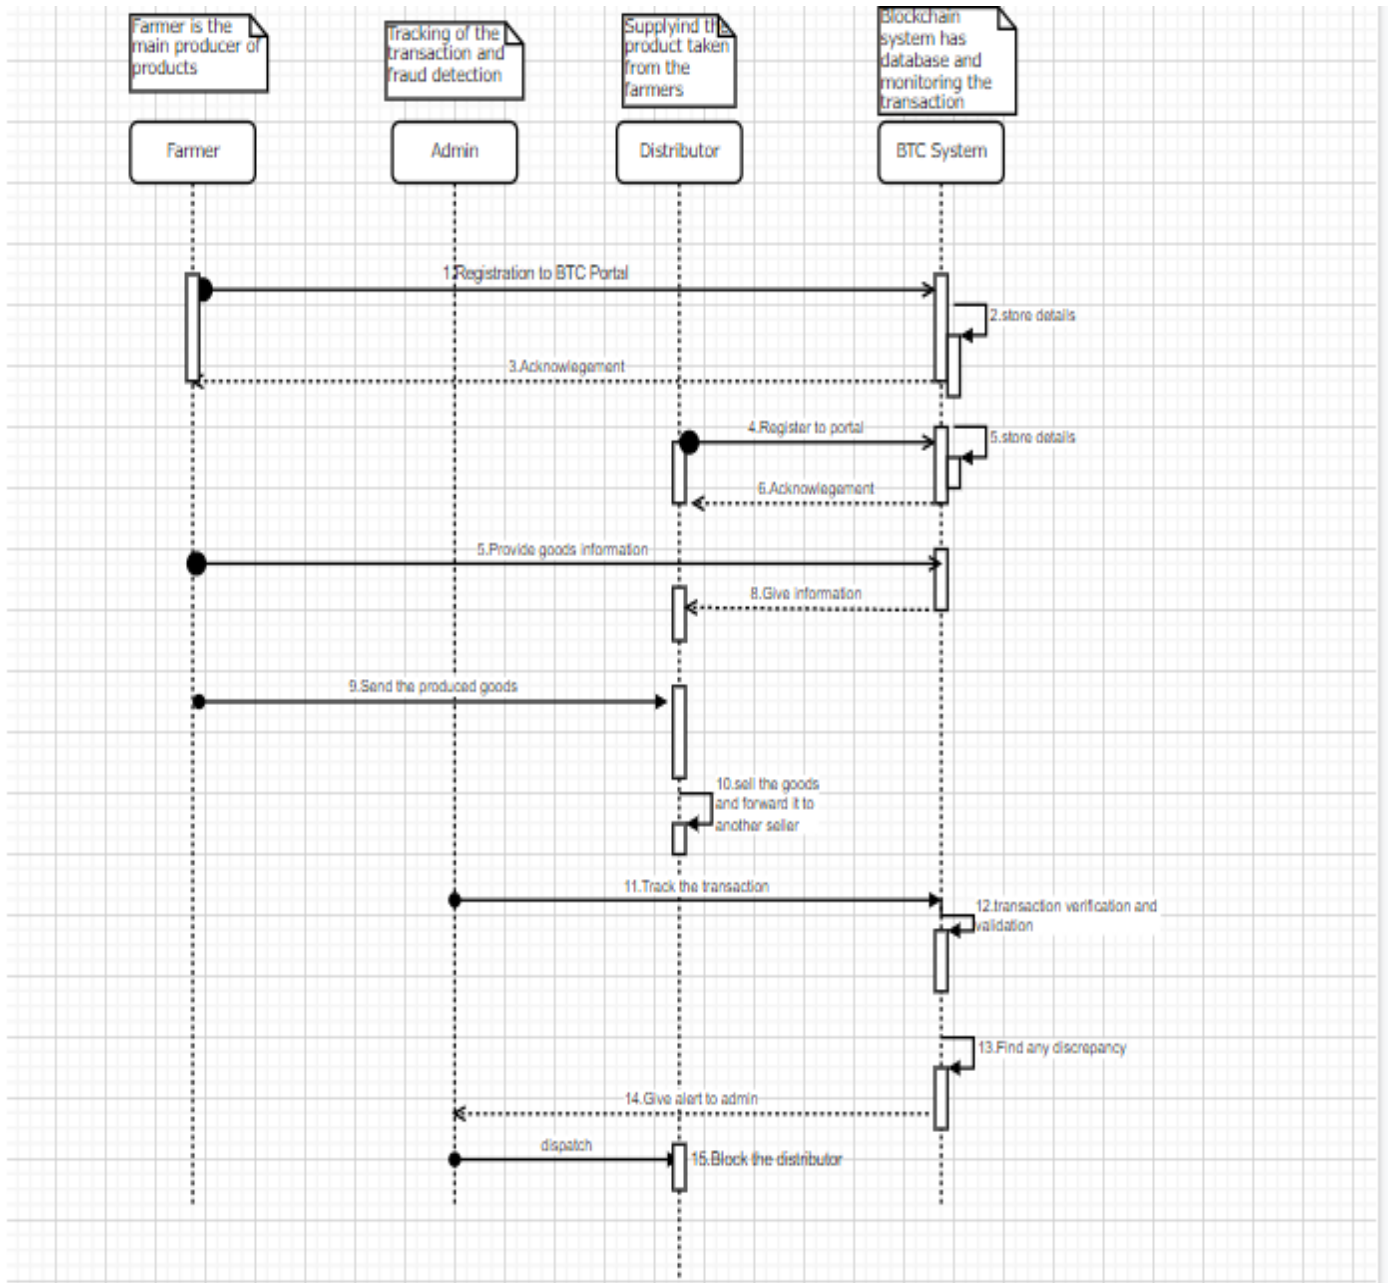 Farmer is the
main producer of
products
Tracking of the
transaction and
fraud detection
Supplyind the
product taken
from the
farmers
Blockchain
system has
database and
monitoring the
transaction
Farmer
Admin
Distributor
BTC System
1.Registration to BTC Portal
2.store details
3.Acknowlegement
4.Register to portal
5.store details
6.Acknowlegement
5.Provide goods information
8.Give information
9.Send the produced goods
10.sell the goods
and forward it to
another seller
11.Track the transaction
12.transaction verification and
validation
13.Find any discrepancy
14.Give alert to admin
dispatch
15.Block the distributor